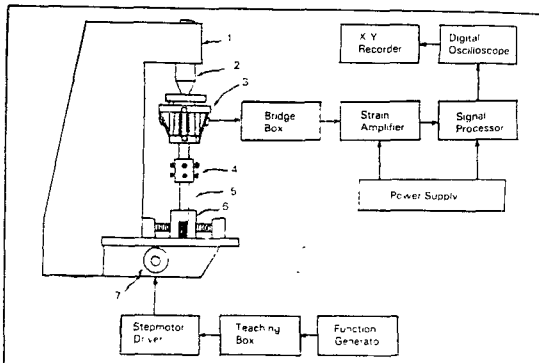 1
2
3
X Y
Recorder
Digital
Oscilloscope
Bridge
Box
Strain
Amplifier
Signal
Processor
4
5
6
Power Supply
7
Stepmotor
Driver
Teaching
Box
Function
Generato